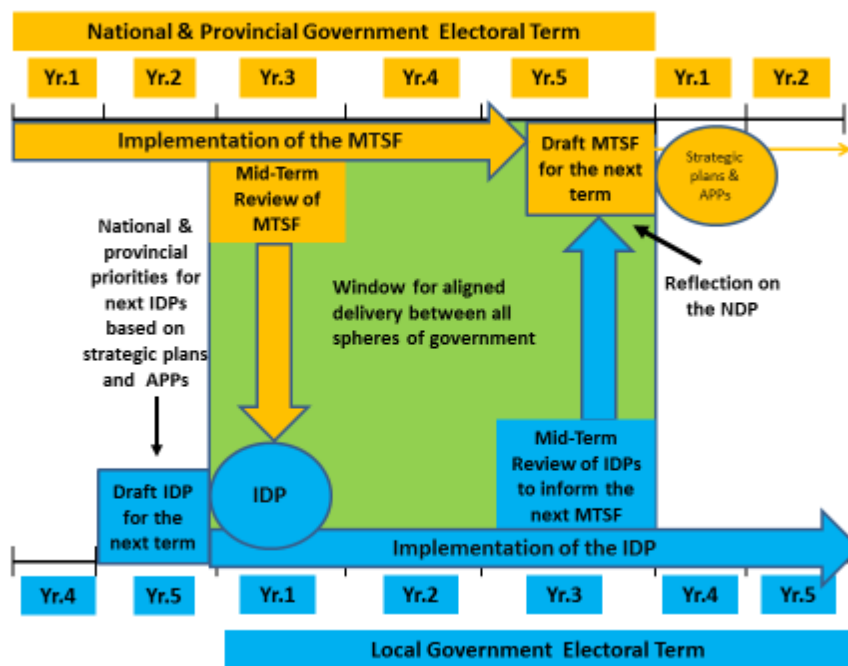 National & Provincial Government Electoral Term
Yr.1
Yr.2
Yr.3
Yr.4
Yr.5
Yr.1
Yr.2
Implementation of the MTSF
Draft MTSF
for the next
term
Strategic
plans &
APPs
Mid-Term
Review of
MTSF
National &
provincial
priorities for
next IDPs
based on
strategic plans
and APPs
Window for aligned
delivery between all
spheres of government
Reflection on
the NDP
Mid-Term
Review of IDPs
to inform the
next MTSF
Draft IDP
for the
next term
IDP
Implementation of the IDP
Yr.4
Yr.5
Yr.1
Yr.2
Yr.3
Yr.4
Yr.5
Local Government Electoral Term